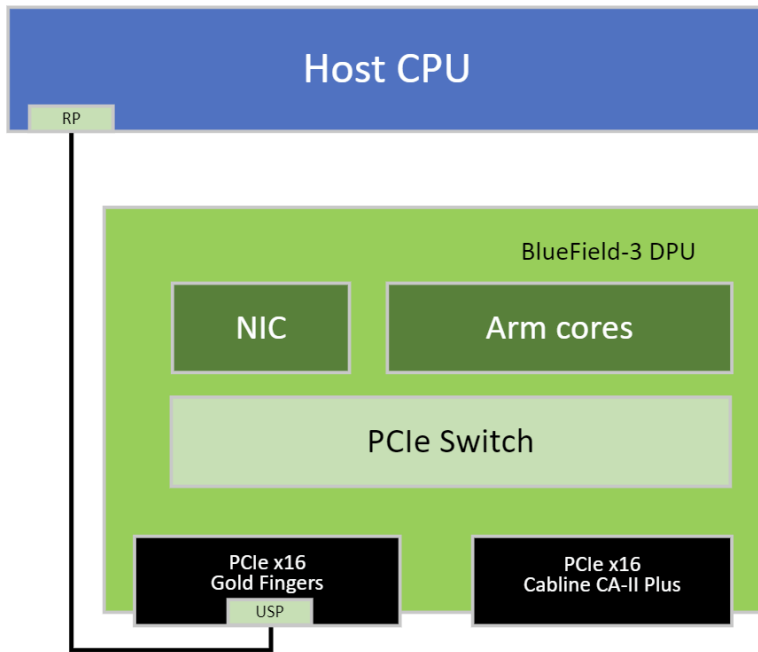 Host CPU
RP
BlueField-3 DPU
NIC
Arm cores
PCIe Switch
PCIe x16
Gold Fingers
USP
PCIe x16
Cabline CA-II Plus